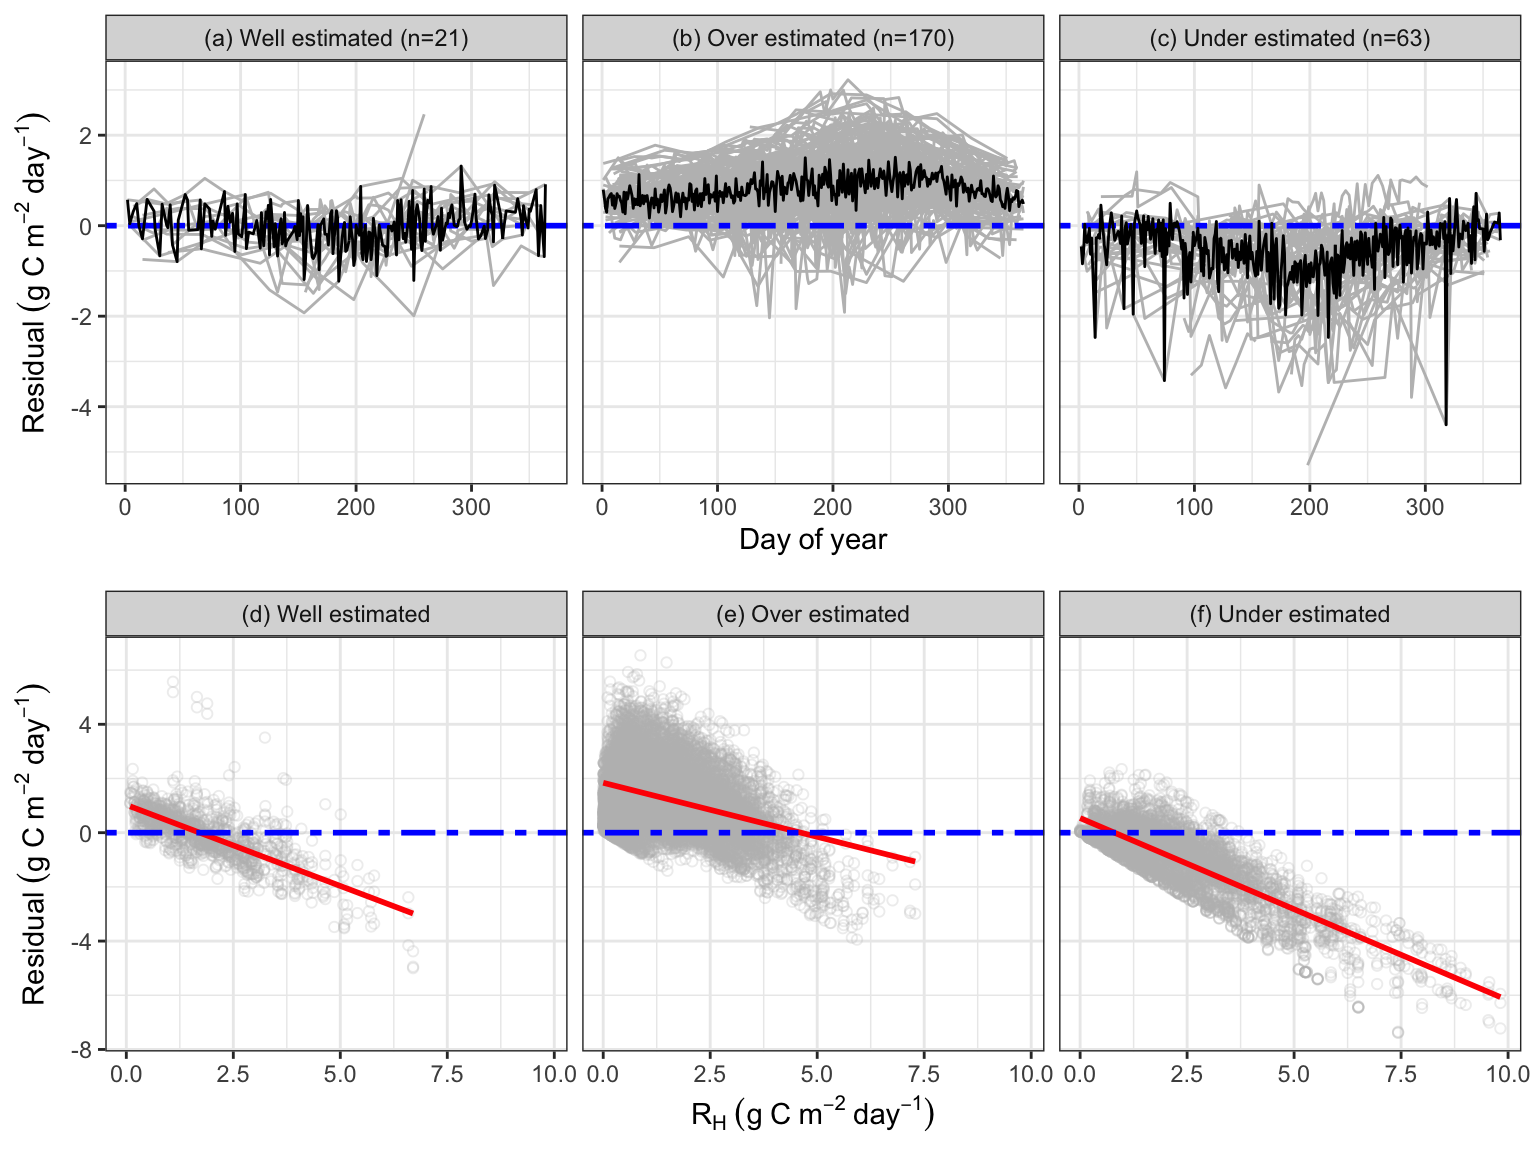 (a) Well estimated (n=21)
(b) Over estimated (n=170)
(c) Under estimated (n=63)
Residual (g C m⁻² day⁻¹)
2
0
-2
-4
0 100 200 300
0 100 200 300
0 100 200 300
Day of year
(d) Well estimated
(e) Over estimated
(f) Under estimated
Residual (g C m⁻² day⁻¹)
4
0
-4
-8
0.0 2.5 5.0 7.5 10.0
0.0 2.5 5.0 7.5 10.0
0.0 2.5 5.0 7.5 10.0
R_H (g C m⁻² day⁻¹)